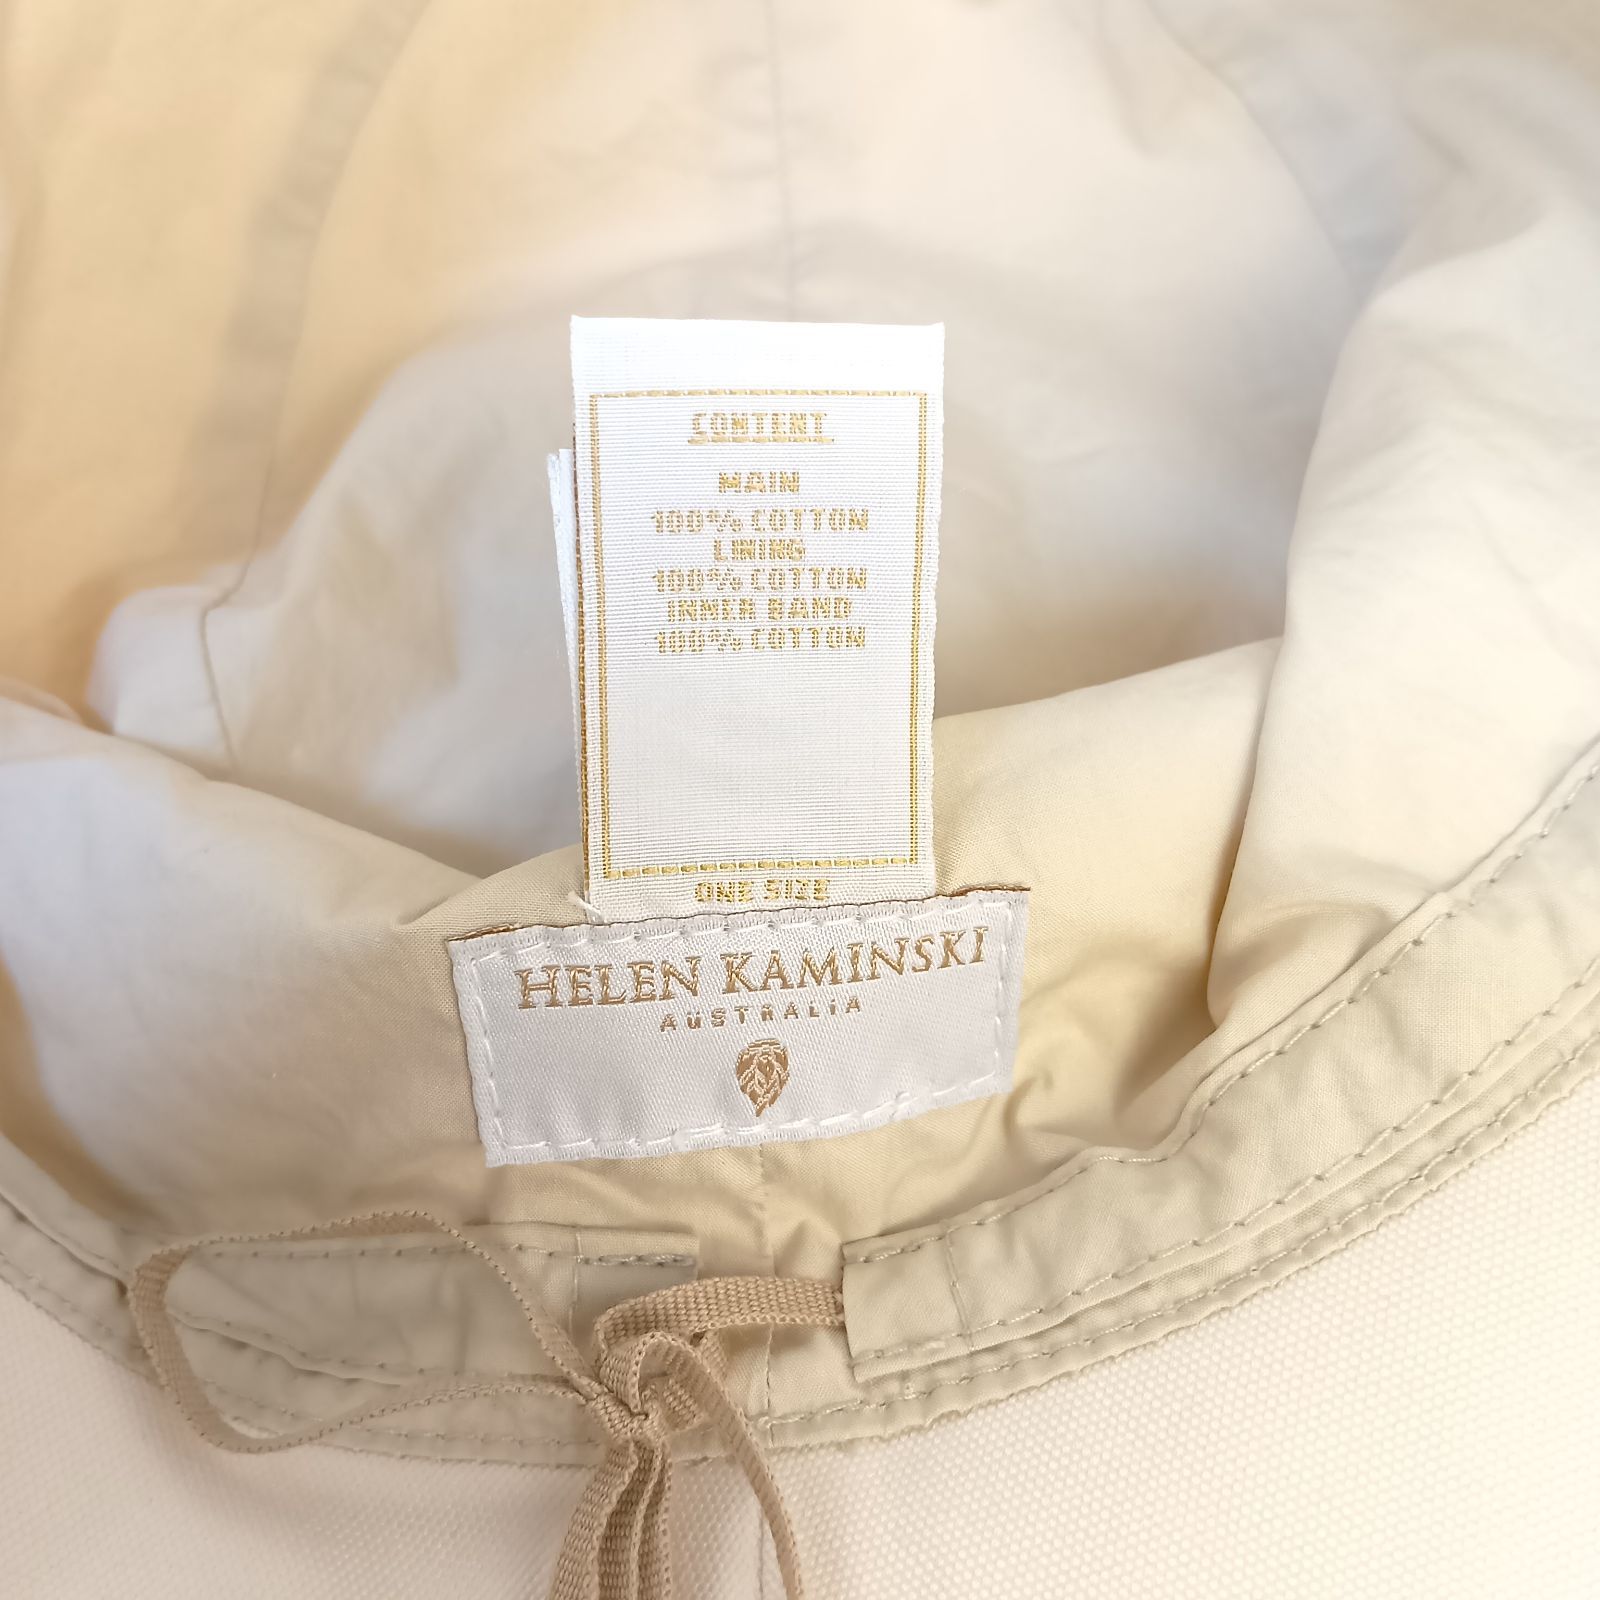 CONTENT
MAIN
100% COTTON
LINING
100% COTTON
INNER BAND
100% COTTON
ONE SIZE
HELEN KAMINSKI
AUSTRALIA